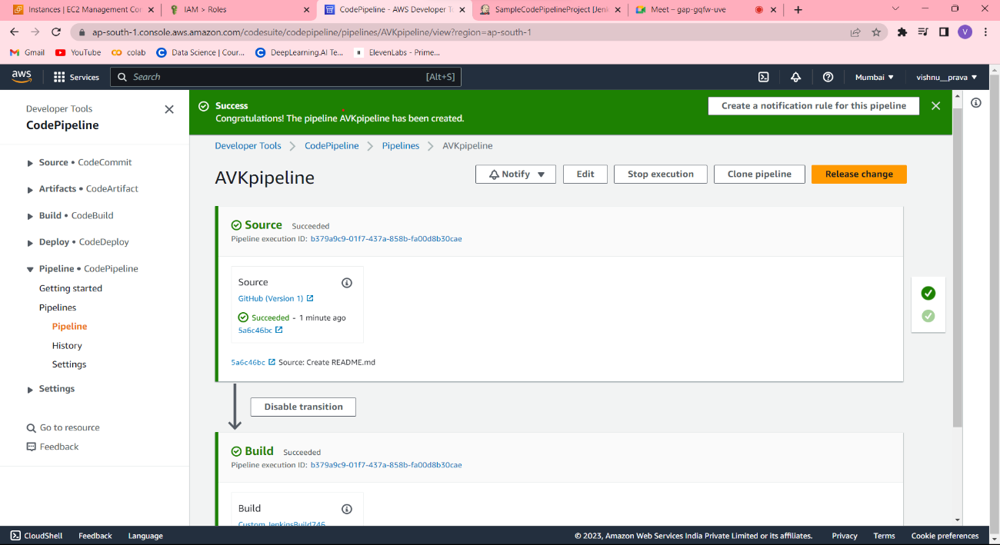 Instances | EC2 Management Con
IAM > Roles
CodePipeline - AWS Developer To
SampleCodePipelineProject [Jenk
Meet – gap-gqfw-uve
ap-south-1.console.aws.amazon.com/codesuite/codepipeline/pipelines/AVKpipeline/view?region=ap-south-1
V
Gmail
YouTube
colab
Data Science | Cour...
DeepLearning.AI Te...
ElevenLabs - Prime...
aws
Services
Search
[Alt+S]
Mumbai
vishnu__prava
Developer Tools
CodePipeline
Source • CodeCommit
Artifacts • CodeArtifact
Build • CodeBuild
Deploy • CodeDeploy
Pipeline • CodePipeline
Getting started
Pipelines
Pipeline
History
Settings
Settings
Go to resource
Feedback
Success
Congratulations! The pipeline AVKpipeline has been created.
Create a notification rule for this pipeline
Developer Tools
CodePipeline
Pipelines
AVKpipeline
AVKpipeline
Notify
Edit
Stop execution
Clone pipeline
Release change
Source Succeeded
Pipeline execution ID: b379a9c9-01f7-437a-858b-fa00d8b30cae
Source
GitHub (Version 1)
Succeeded - 1 minute ago
5a6c46bc
5a6c46bc Source: Create README.md
Disable transition
Build Succeeded
Pipeline execution ID: b379a9c9-01f7-437a-858b-fa00d8b30cae
Build
Custom JenkinsBuild746
CloudShell
Feedback
Language
© 2023, Amazon Web Services India Private Limited or its affiliates.
Privacy
Terms
Cookie preferences